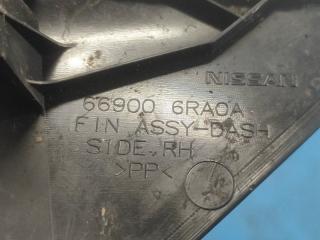 NISSAN
66900 6RA0A
FIN ASSY-DASH
SIDE, RH
>PP<